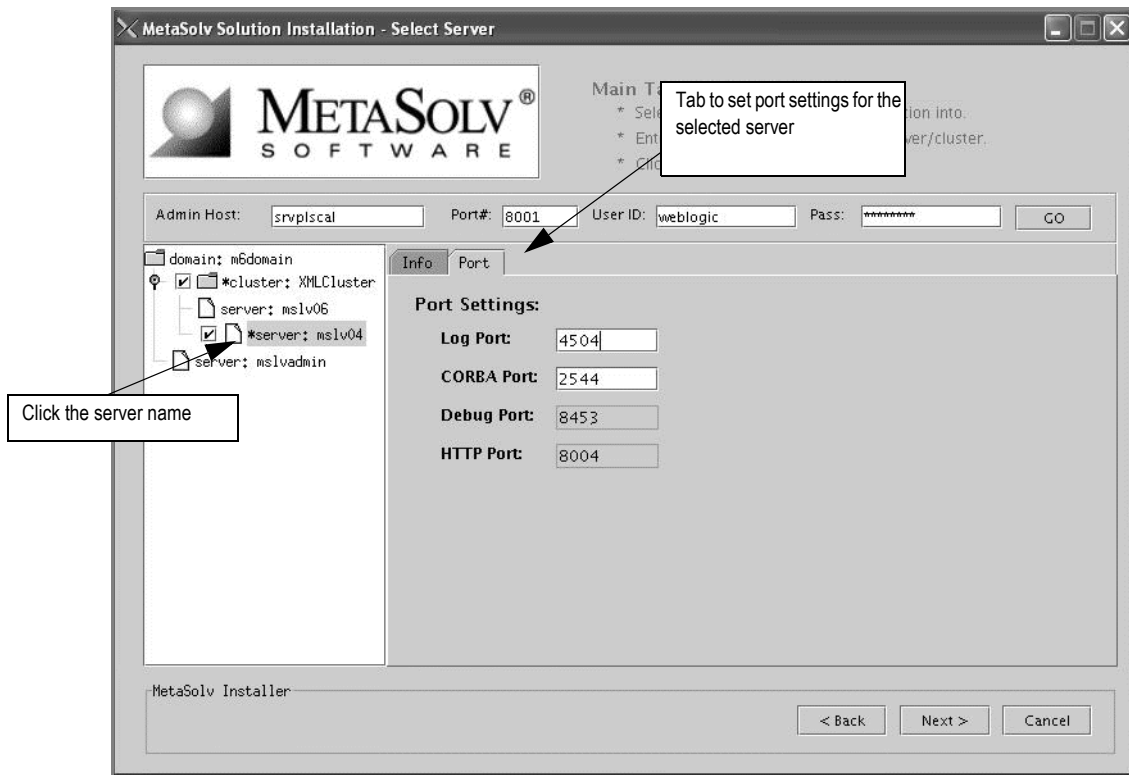 MetaSolv Solution Installation - Select Server
METASOLV ®
SOFTWARE
Main Ta
* Sele
ion into.
* Ent
ver/cluster.
* Clic
Tab to set port settings for the
selected server
Admin Host: srvplscal Port#: 8001 User ID: weblogic Pass: ******** GO
domain: m6domain
*cluster: XMLCluster
server: mslv06
*server: mslv04
server: mslvadmin
Click the server name
Info Port
Port Settings:
Log Port: 4504
CORBA Port: 2544
Debug Port: 8453
HTTP Port: 8004
MetaSolv Installer
< Back Next > Cancel